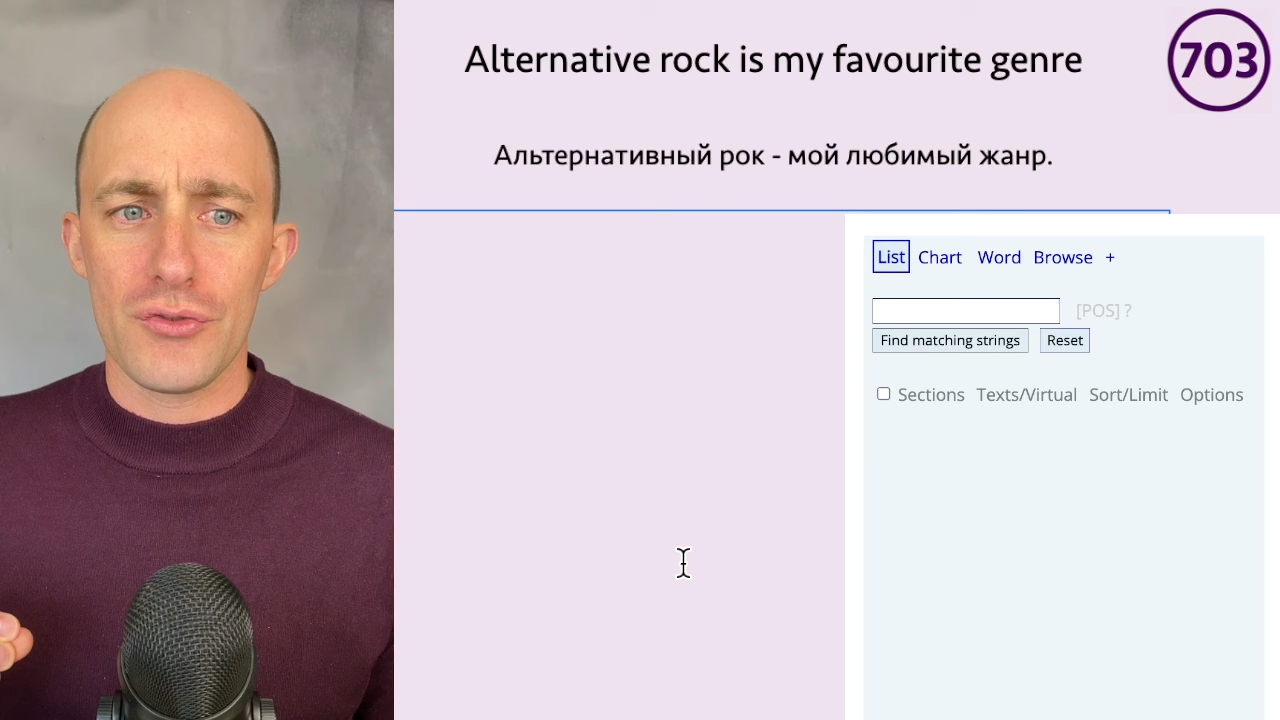 Alternative rock is my favourite genre
703
Альтернативный рок - мой любимый жанр.
List Chart Word Browse +
[POS] ?
Find matching strings Reset
Sections Texts/Virtual Sort/Limit Options